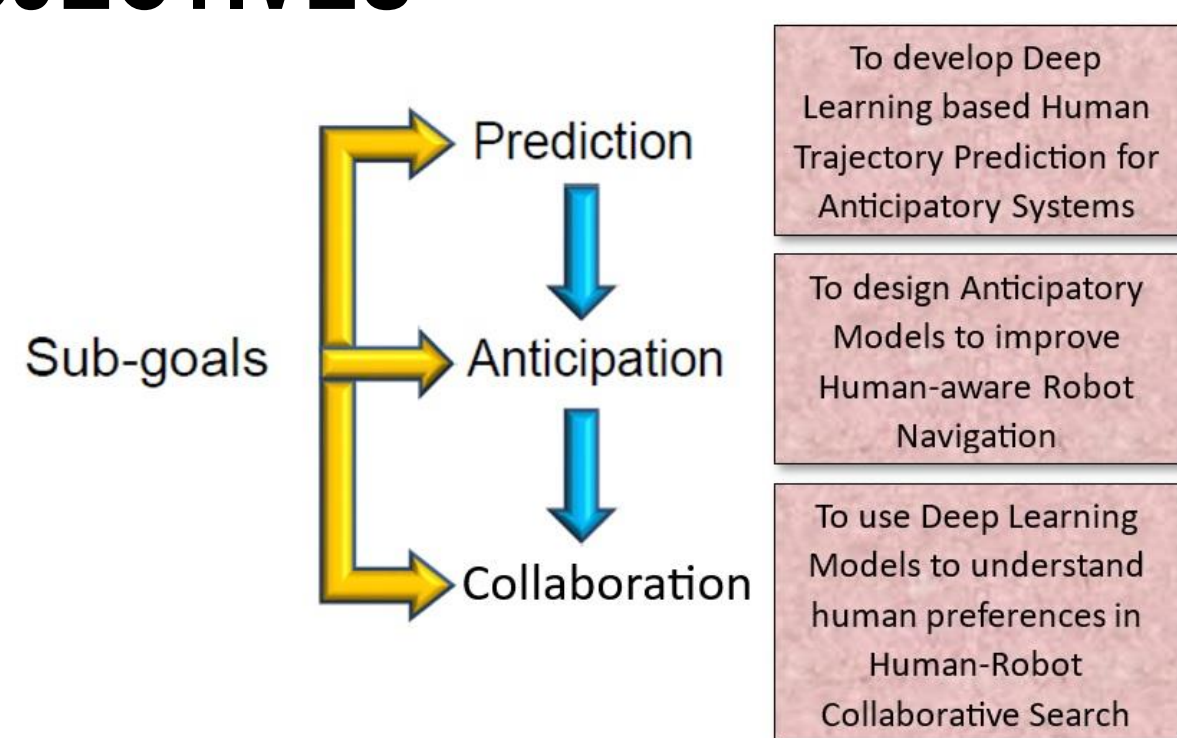 Prediction
Sub-goals
Anticipation
Collaboration
To develop Deep
Learning based Human
Trajectory Prediction for
Anticipatory Systems
To design Anticipatory
Models to improve
Human-aware Robot
Navigation
To use Deep Learning
Models to understand
human preferences in
Human-Robot
Collaborative Search